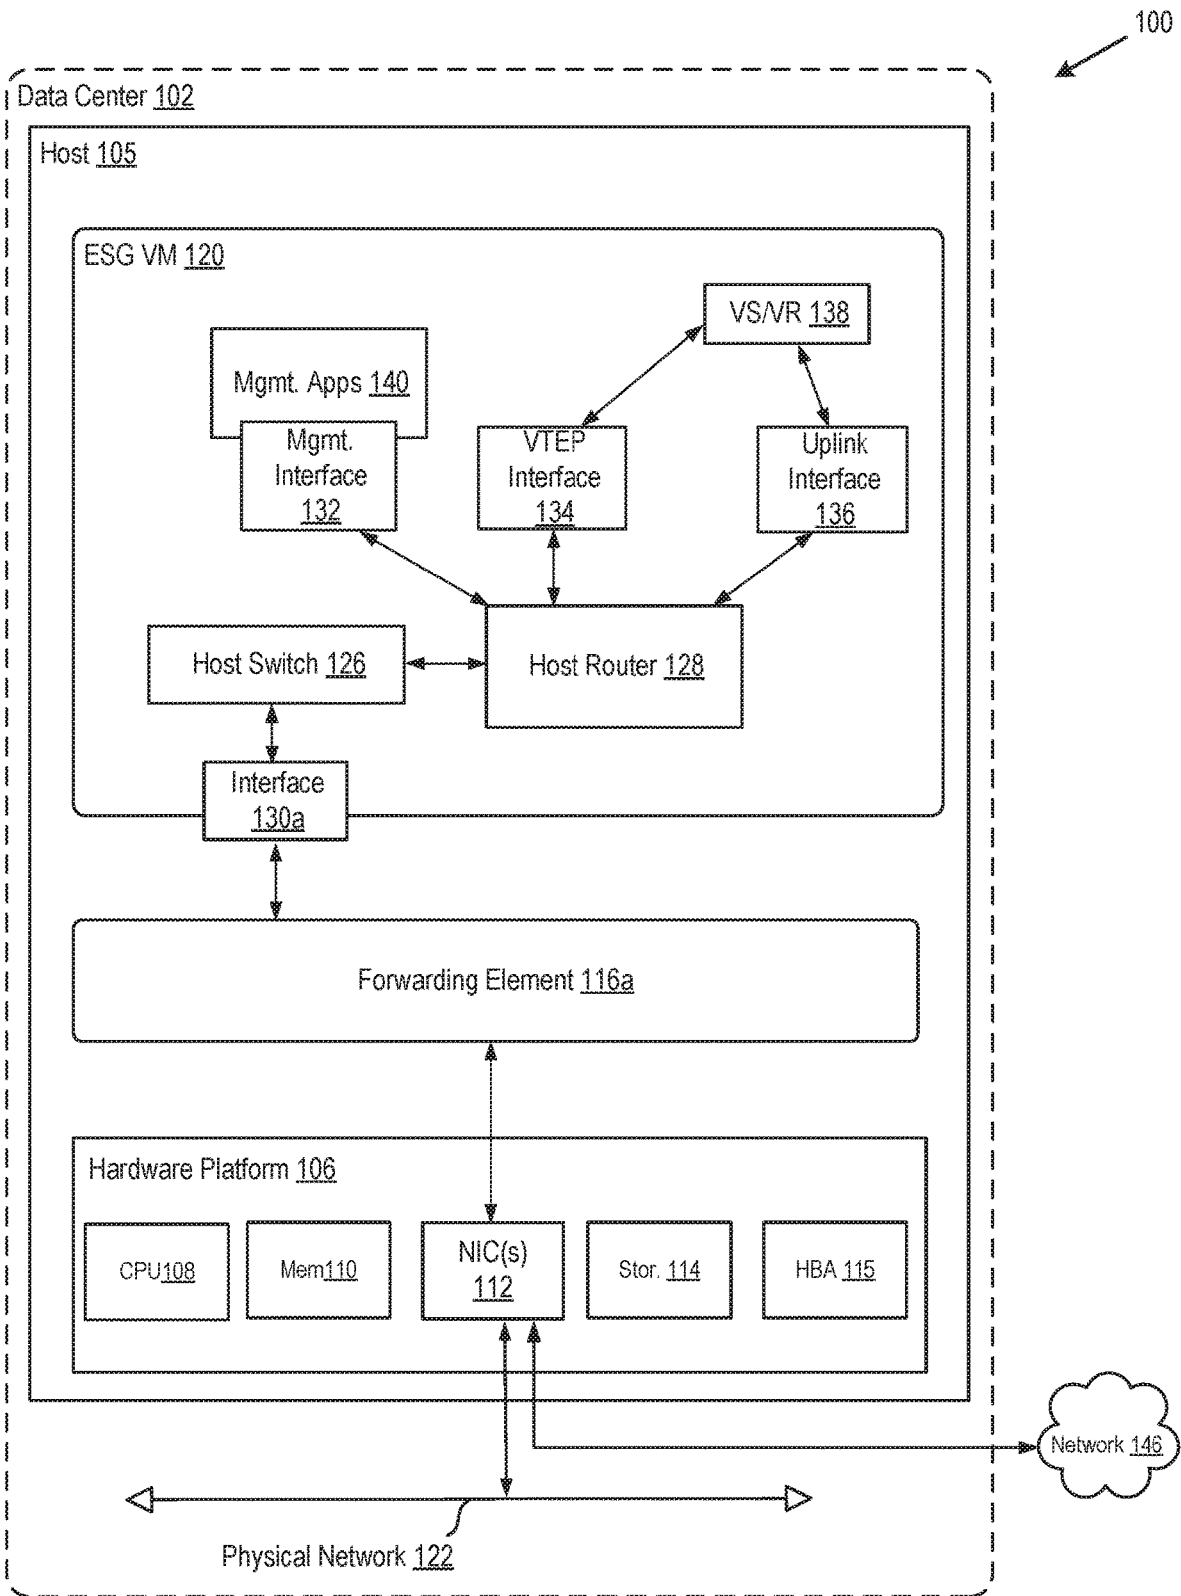 100
Data Center 102
Host 105
ESG VM 120
VS/VR 138
Mgmt. Apps 140
Mgmt.
Interface
132
VTEP
Interface
134
Uplink
Interface
136
Host Switch 126
Host Router 128
Interface
130a
Forwarding Element 116a
Hardware Platform 106
CPU108
Mem110
NIC(s)
112
Stor. 114
HBA 115
Network 146
Physical Network 122